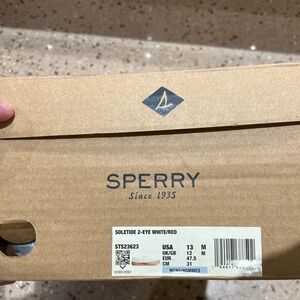 SPERRY
Since 1935
SOLETIDE 2-EYE WHITE/RED
STS23623
USA 13 M
UK/GB 12 M
EUR 47.5
CM 31
MENS/HOMMES